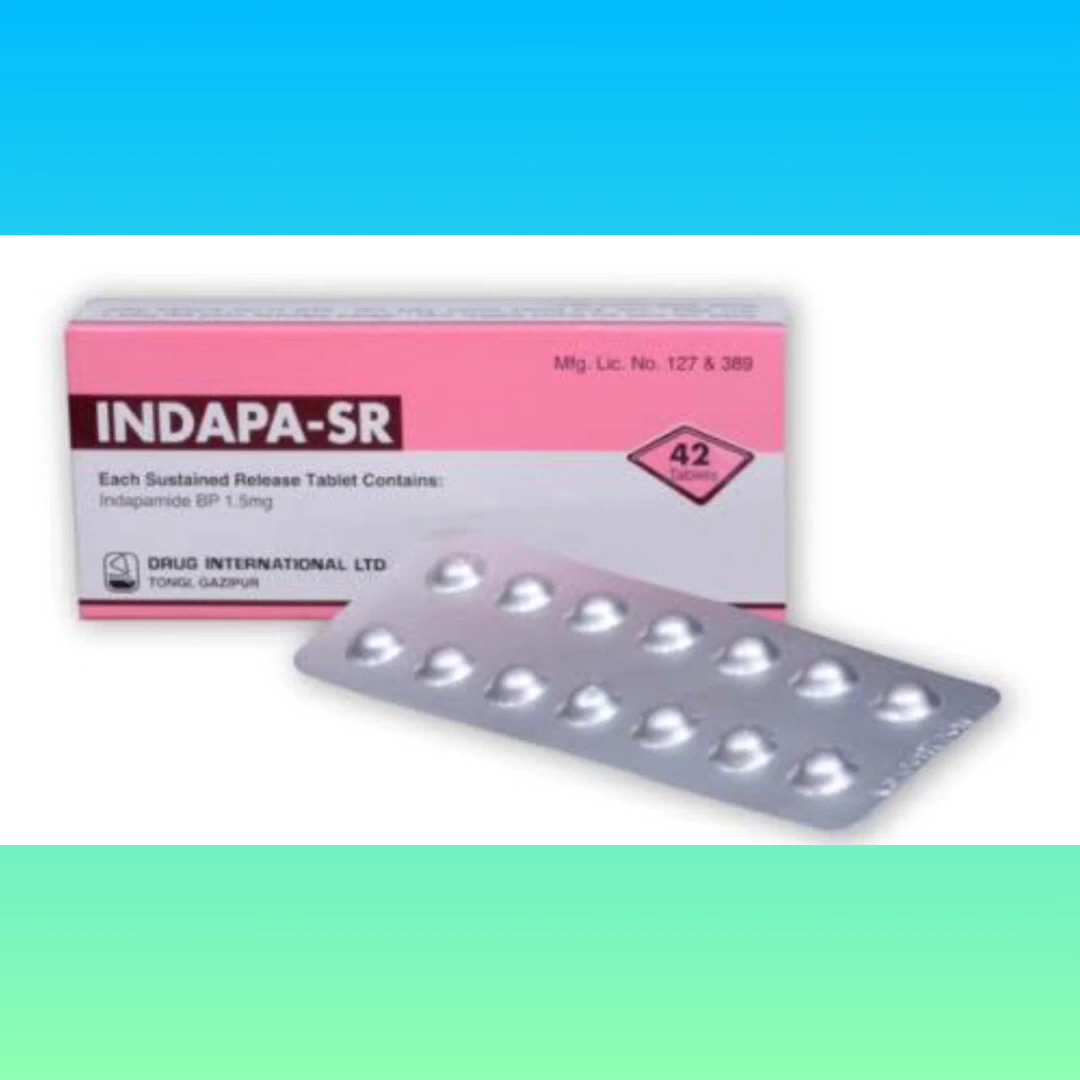 Mfg. Lic. No. 127 & 389
INDAPA-SR
42
Tablets
Each Sustained Release Tablet Contains:
Indapamide BP 1.5mg
DRUG INTERNATIONAL LTD
TONGI, GAZIPUR